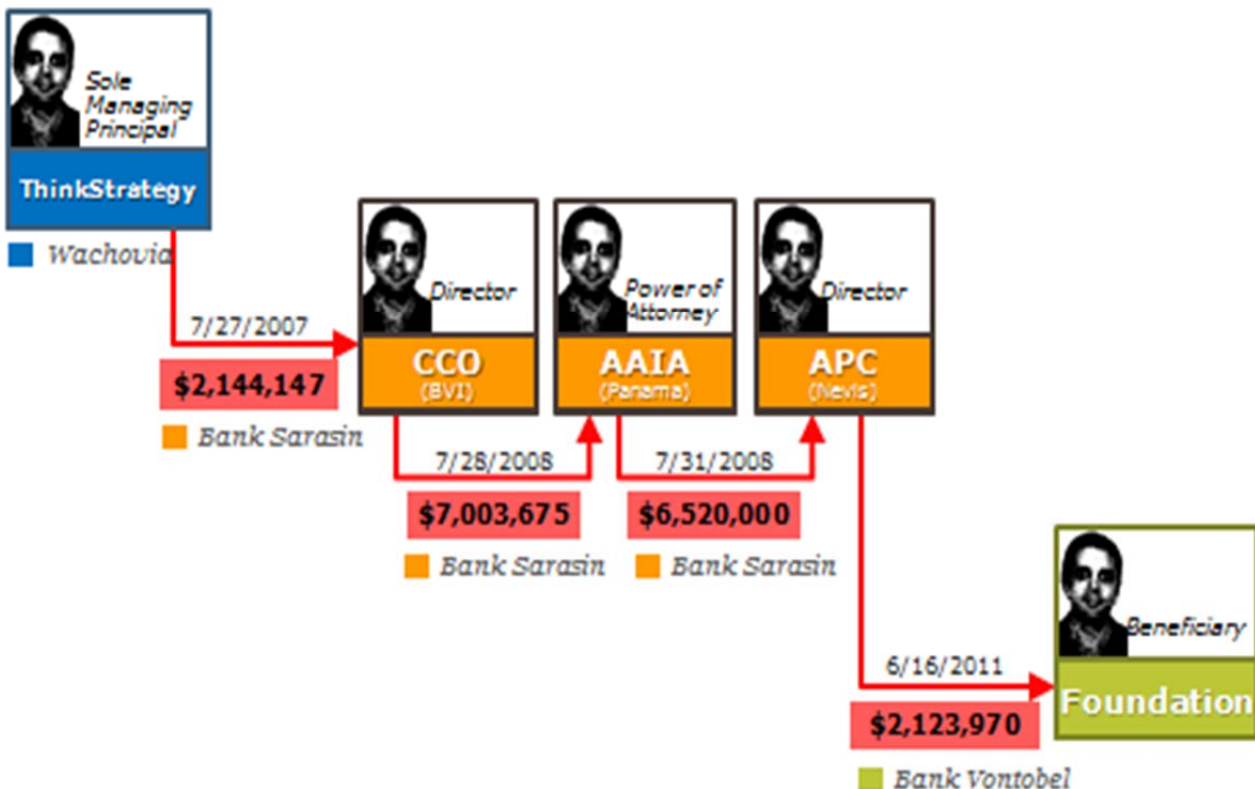 Sole
Managing
Principal
ThinkStrategy
Wachovia
7/27/2007
$2,144,147
Bank Sarasin
Director
CCO
(BVI)
Power of
Attorney
AAIA
(Panama)
Director
APC
(Nevis)
7/28/2008
$7,003,675
Bank Sarasin
7/31/2008
$6,520,000
Bank Sarasin
Beneficiary
Foundation
6/16/2011
$2,123,970
Bank Vontobel